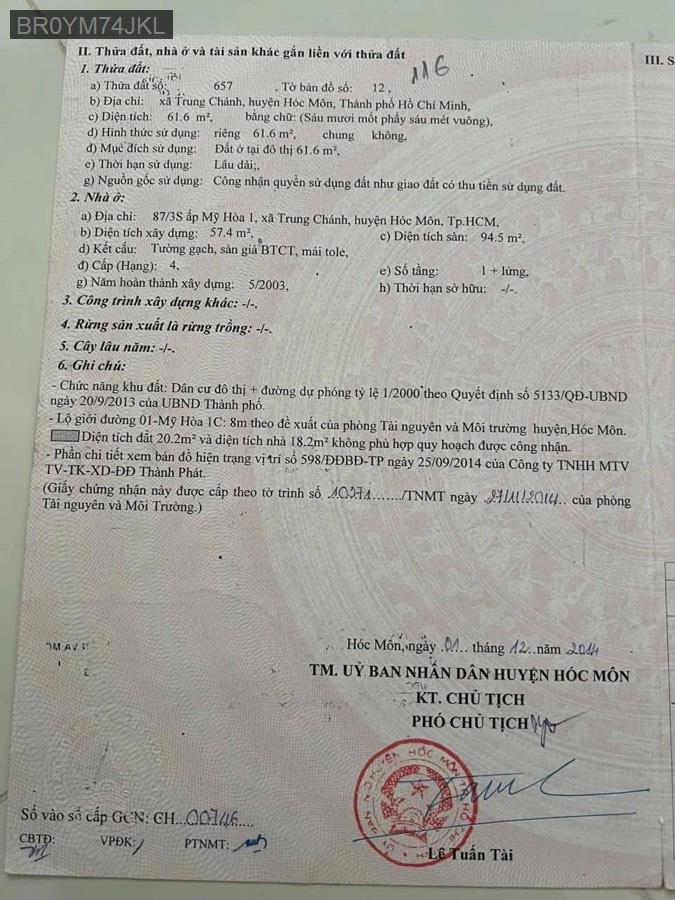 BR0YM74JKL
II. Thửa đất, nhà ở và tài sản khác gắn liền với thửa đất
III. S
116
1. Thửa đất:
a) Thửa đất số: 657 , Tờ bản đồ số: 12 ,
b) Địa chỉ: xã Trung Chánh, huyện Hóc Môn, Thành phố Hồ Chí Minh,
c) Diện tích: 61.6 m², bằng chữ: (Sáu mươi mốt phẩy sáu mét vuông),
d) Hình thức sử dụng: riêng 61.6 m², chung không,
đ) Mục đích sử dụng: Đất ở tại đô thị 61.6 m²,
e) Thời hạn sử dụng: Lâu dài;,
g) Nguồn gốc sử dụng: Công nhận quyền sử dụng đất như giao đất có thu tiền sử dụng đất.
2. Nhà ở:
a) Địa chỉ: 87/3S ấp Mỹ Hòa 1, xã Trung Chánh, huyện Hóc Môn, Tp.HCM,
b) Diện tích xây dựng: 57.4 m², c) Diện tích sàn: 94.5 m²,
d) Kết cấu: Tường gạch, sàn giả BTCT, mái tole,
đ) Cấp (Hạng): 4, e) Số tầng: 1 + lửng,
g) Năm hoàn thành xây dựng: 5/2003, h) Thời hạn sở hữu: -/-.
3. Công trình xây dựng khác: -/-.
4. Rừng sản xuất là rừng trồng: -/-.
5. Cây lâu năm: -/-.
6. Ghi chú:
- Chức năng khu đất: Dân cư đô thị + đường dự phóng tỷ lệ 1/2000 theo Quyết định số 5133/QĐ-UBND
ngày 20/9/2013 của UBND Thành phố.
- Lộ giới đường 01-Mỹ Hòa 1C: 8m theo đề xuất của phòng Tài nguyên và Môi trường huyện Hóc Môn.
Diện tích đất 20.2m² và diện tích nhà 18.2m² không phù hợp quy hoạch được công nhận.
- Phần chi tiết xem bản đồ hiện trạng vị trí số 598/ĐĐBĐ-TP ngày 25/09/2014 của Công ty TNHH MTV
TV-TK-XD-ĐĐ Thành Phát.
(Giấy chứng nhận này được cấp theo tờ trình số 10371......../TNMT ngày 27/11/2014.. của phòng
Tài nguyên và Môi Trường.)
Hóc Môn, ngày 01.. tháng 12.. năm 2014
TM. UỶ BAN NHÂN DÂN HUYỆN HÓC MÔN
KT. CHỦ TỊCH
PHÓ CHỦ TỊCH
Số vào sổ cấp GCN: CH....00746
CBTĐ: VPĐK: PTNMT:
Lê Tuấn Tài